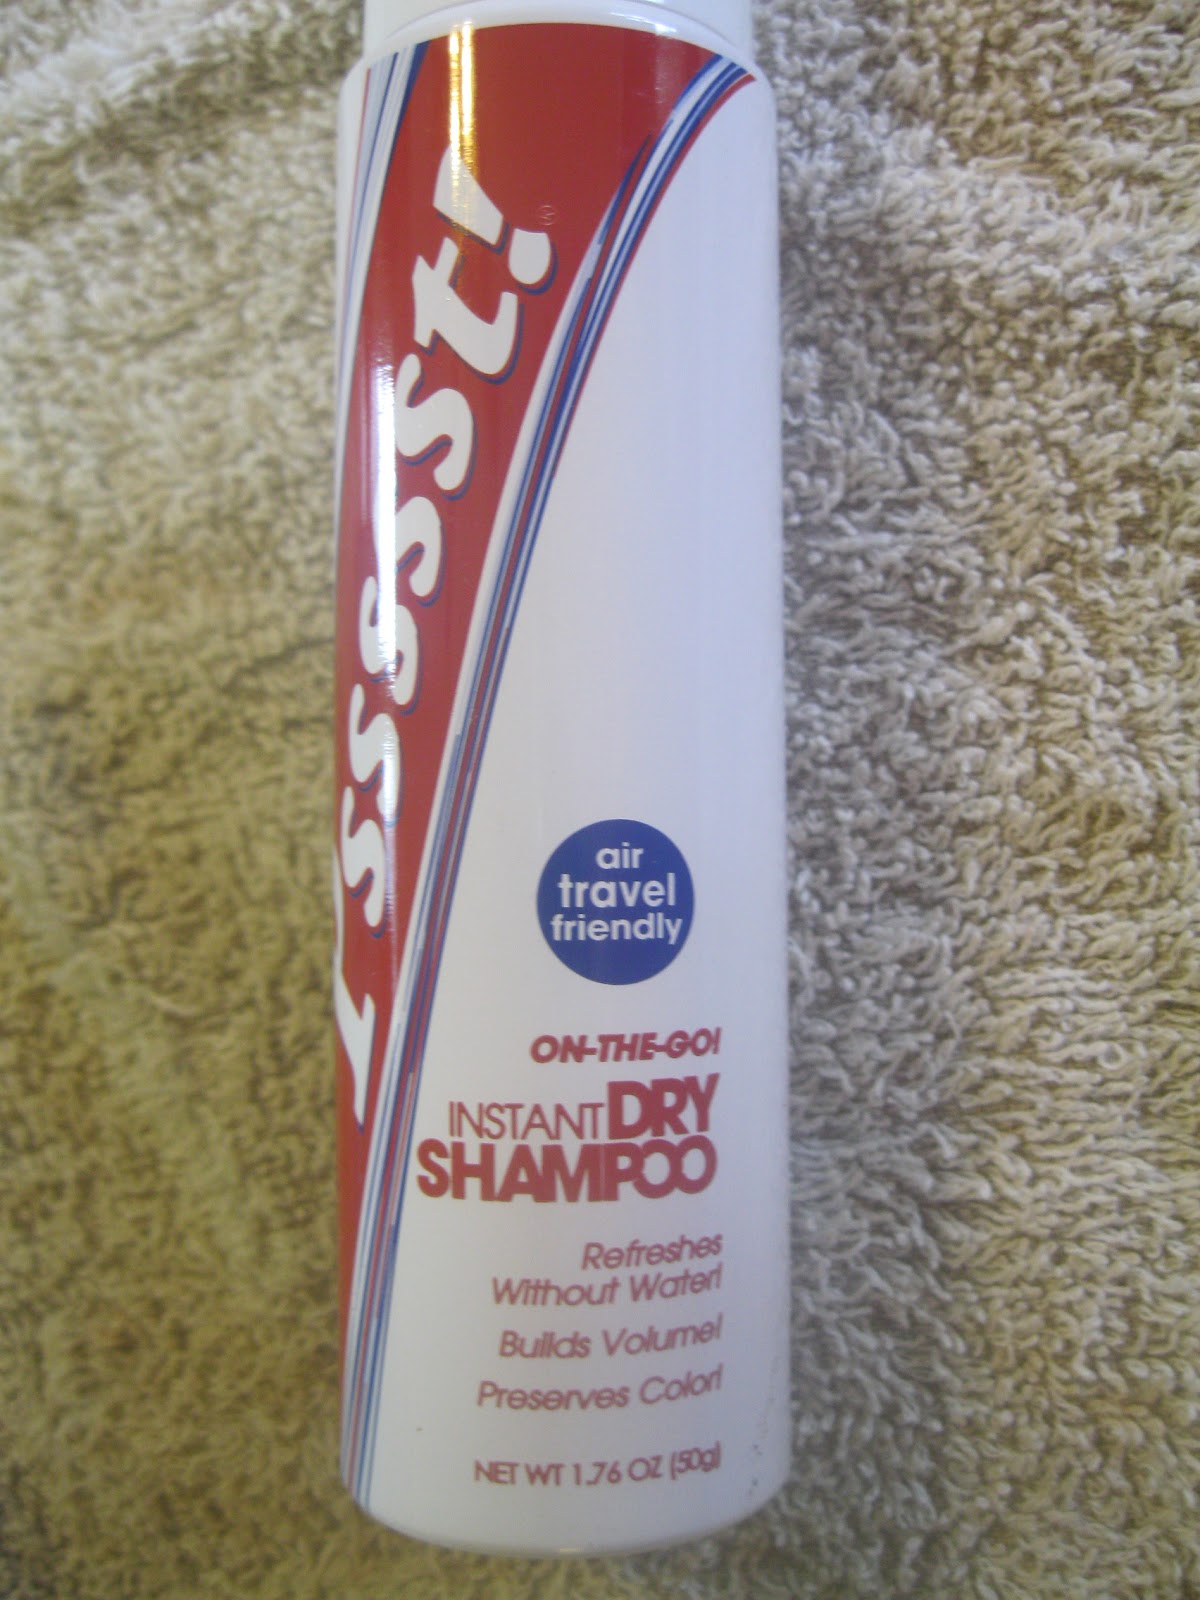 Pssssst!®
air
travel
friendly
ON-THE-GO!
INSTANT DRY
SHAMPOO
Refreshes
Without Water!
Builds Volume!
Preserves Color!
NET WT 1.76 OZ (50g)